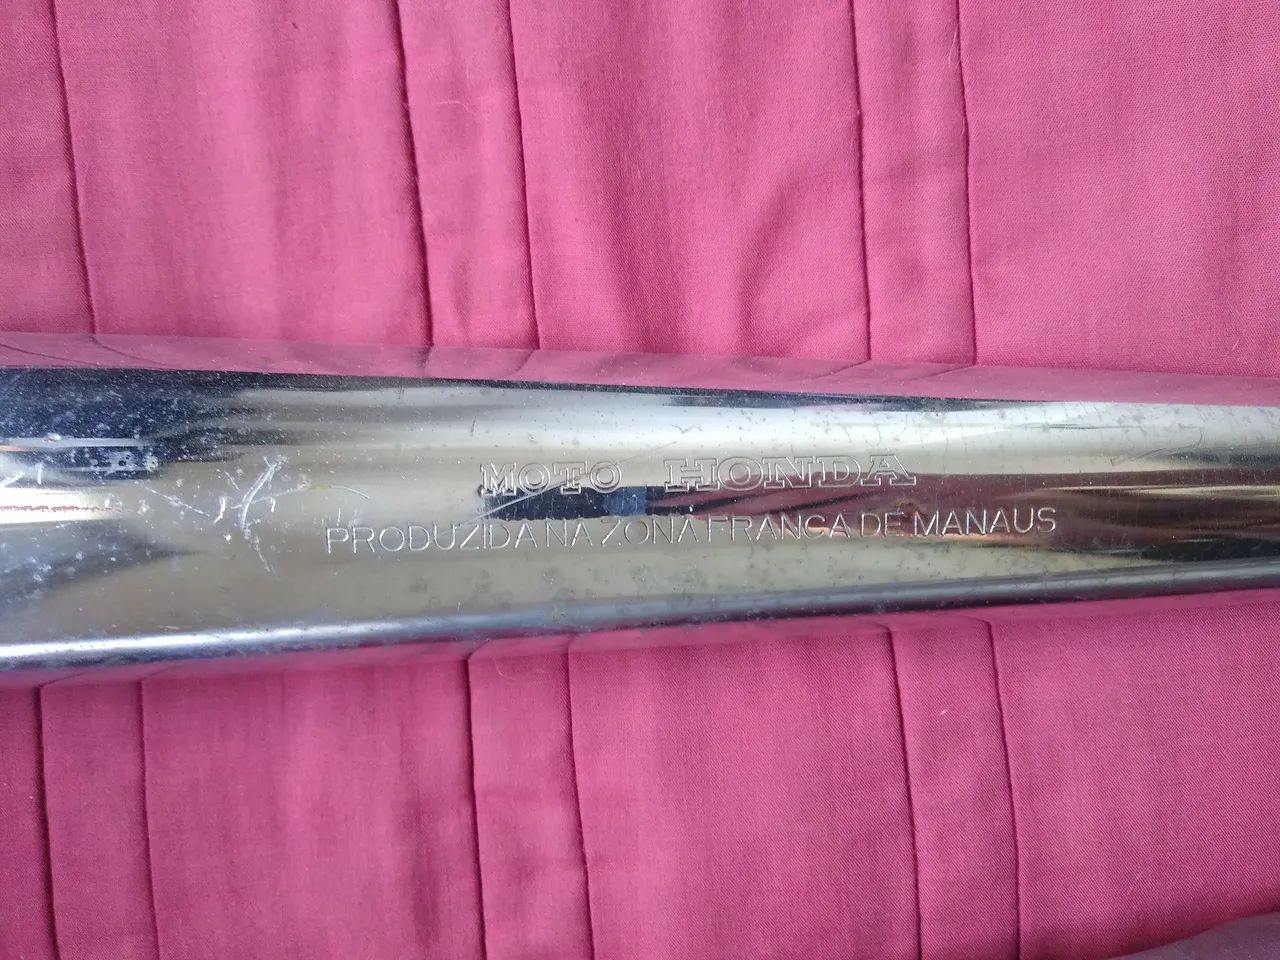 MOTO HONDA
PRODUZIDA NA ZONA FRANCA DE MANAUS